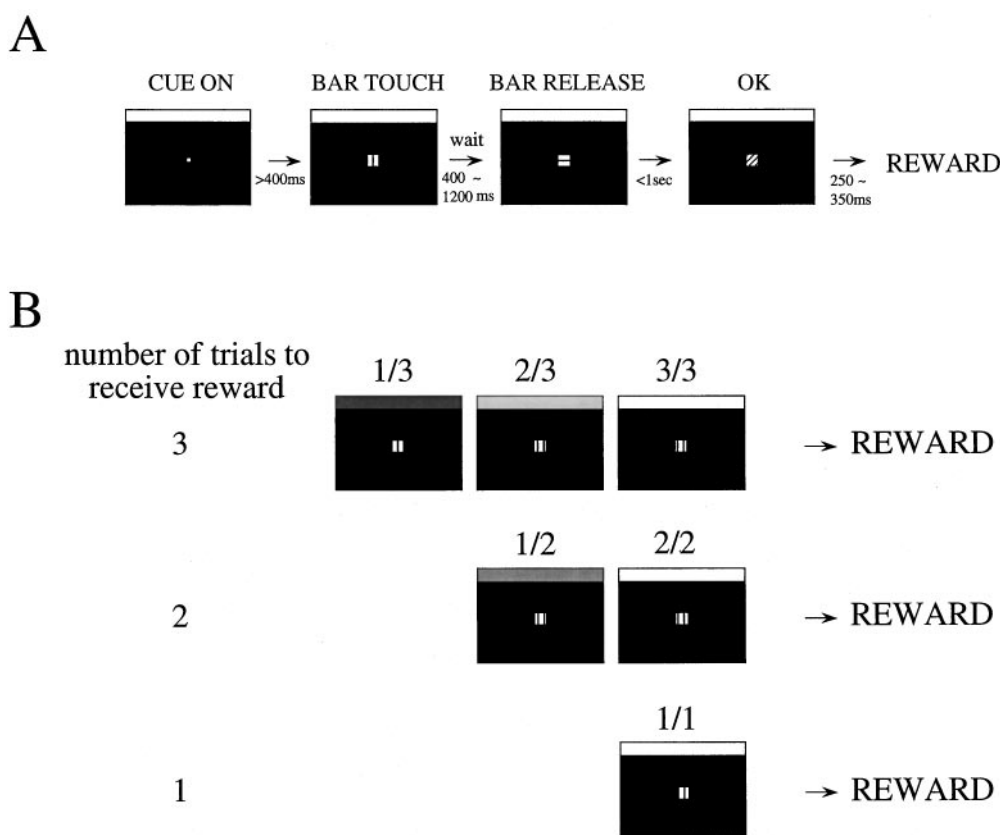 A
CUE ON
BAR TOUCH
BAR RELEASE
OK
>400ms
wait
400 ~
1200 ms
<1sec
250 ~
350ms
REWARD
B
number of trials to
receive reward
1/3
2/3
3/3
3
REWARD
1/2
2/2
2
REWARD
1/1
1
REWARD